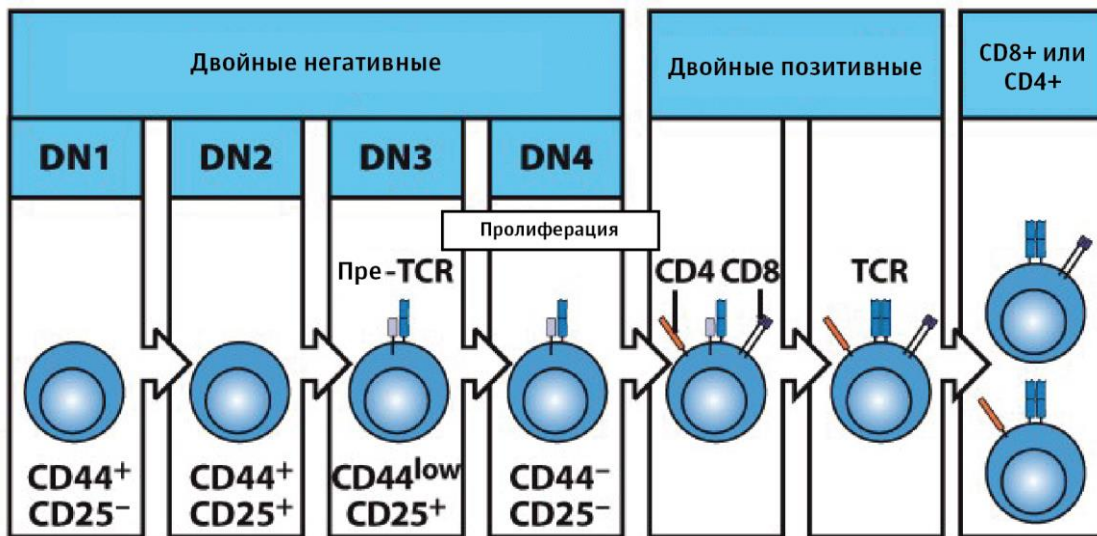 Двойные негативные
Двойные позитивные
CD8+ или
CD4+
DN1
DN2
DN3
DN4
Пролиферация
Пре-TCR
CD4 CD8
TCR
CD44+
CD25-
CD44+
CD25+
CD44low
CD25+
CD44-
CD25-